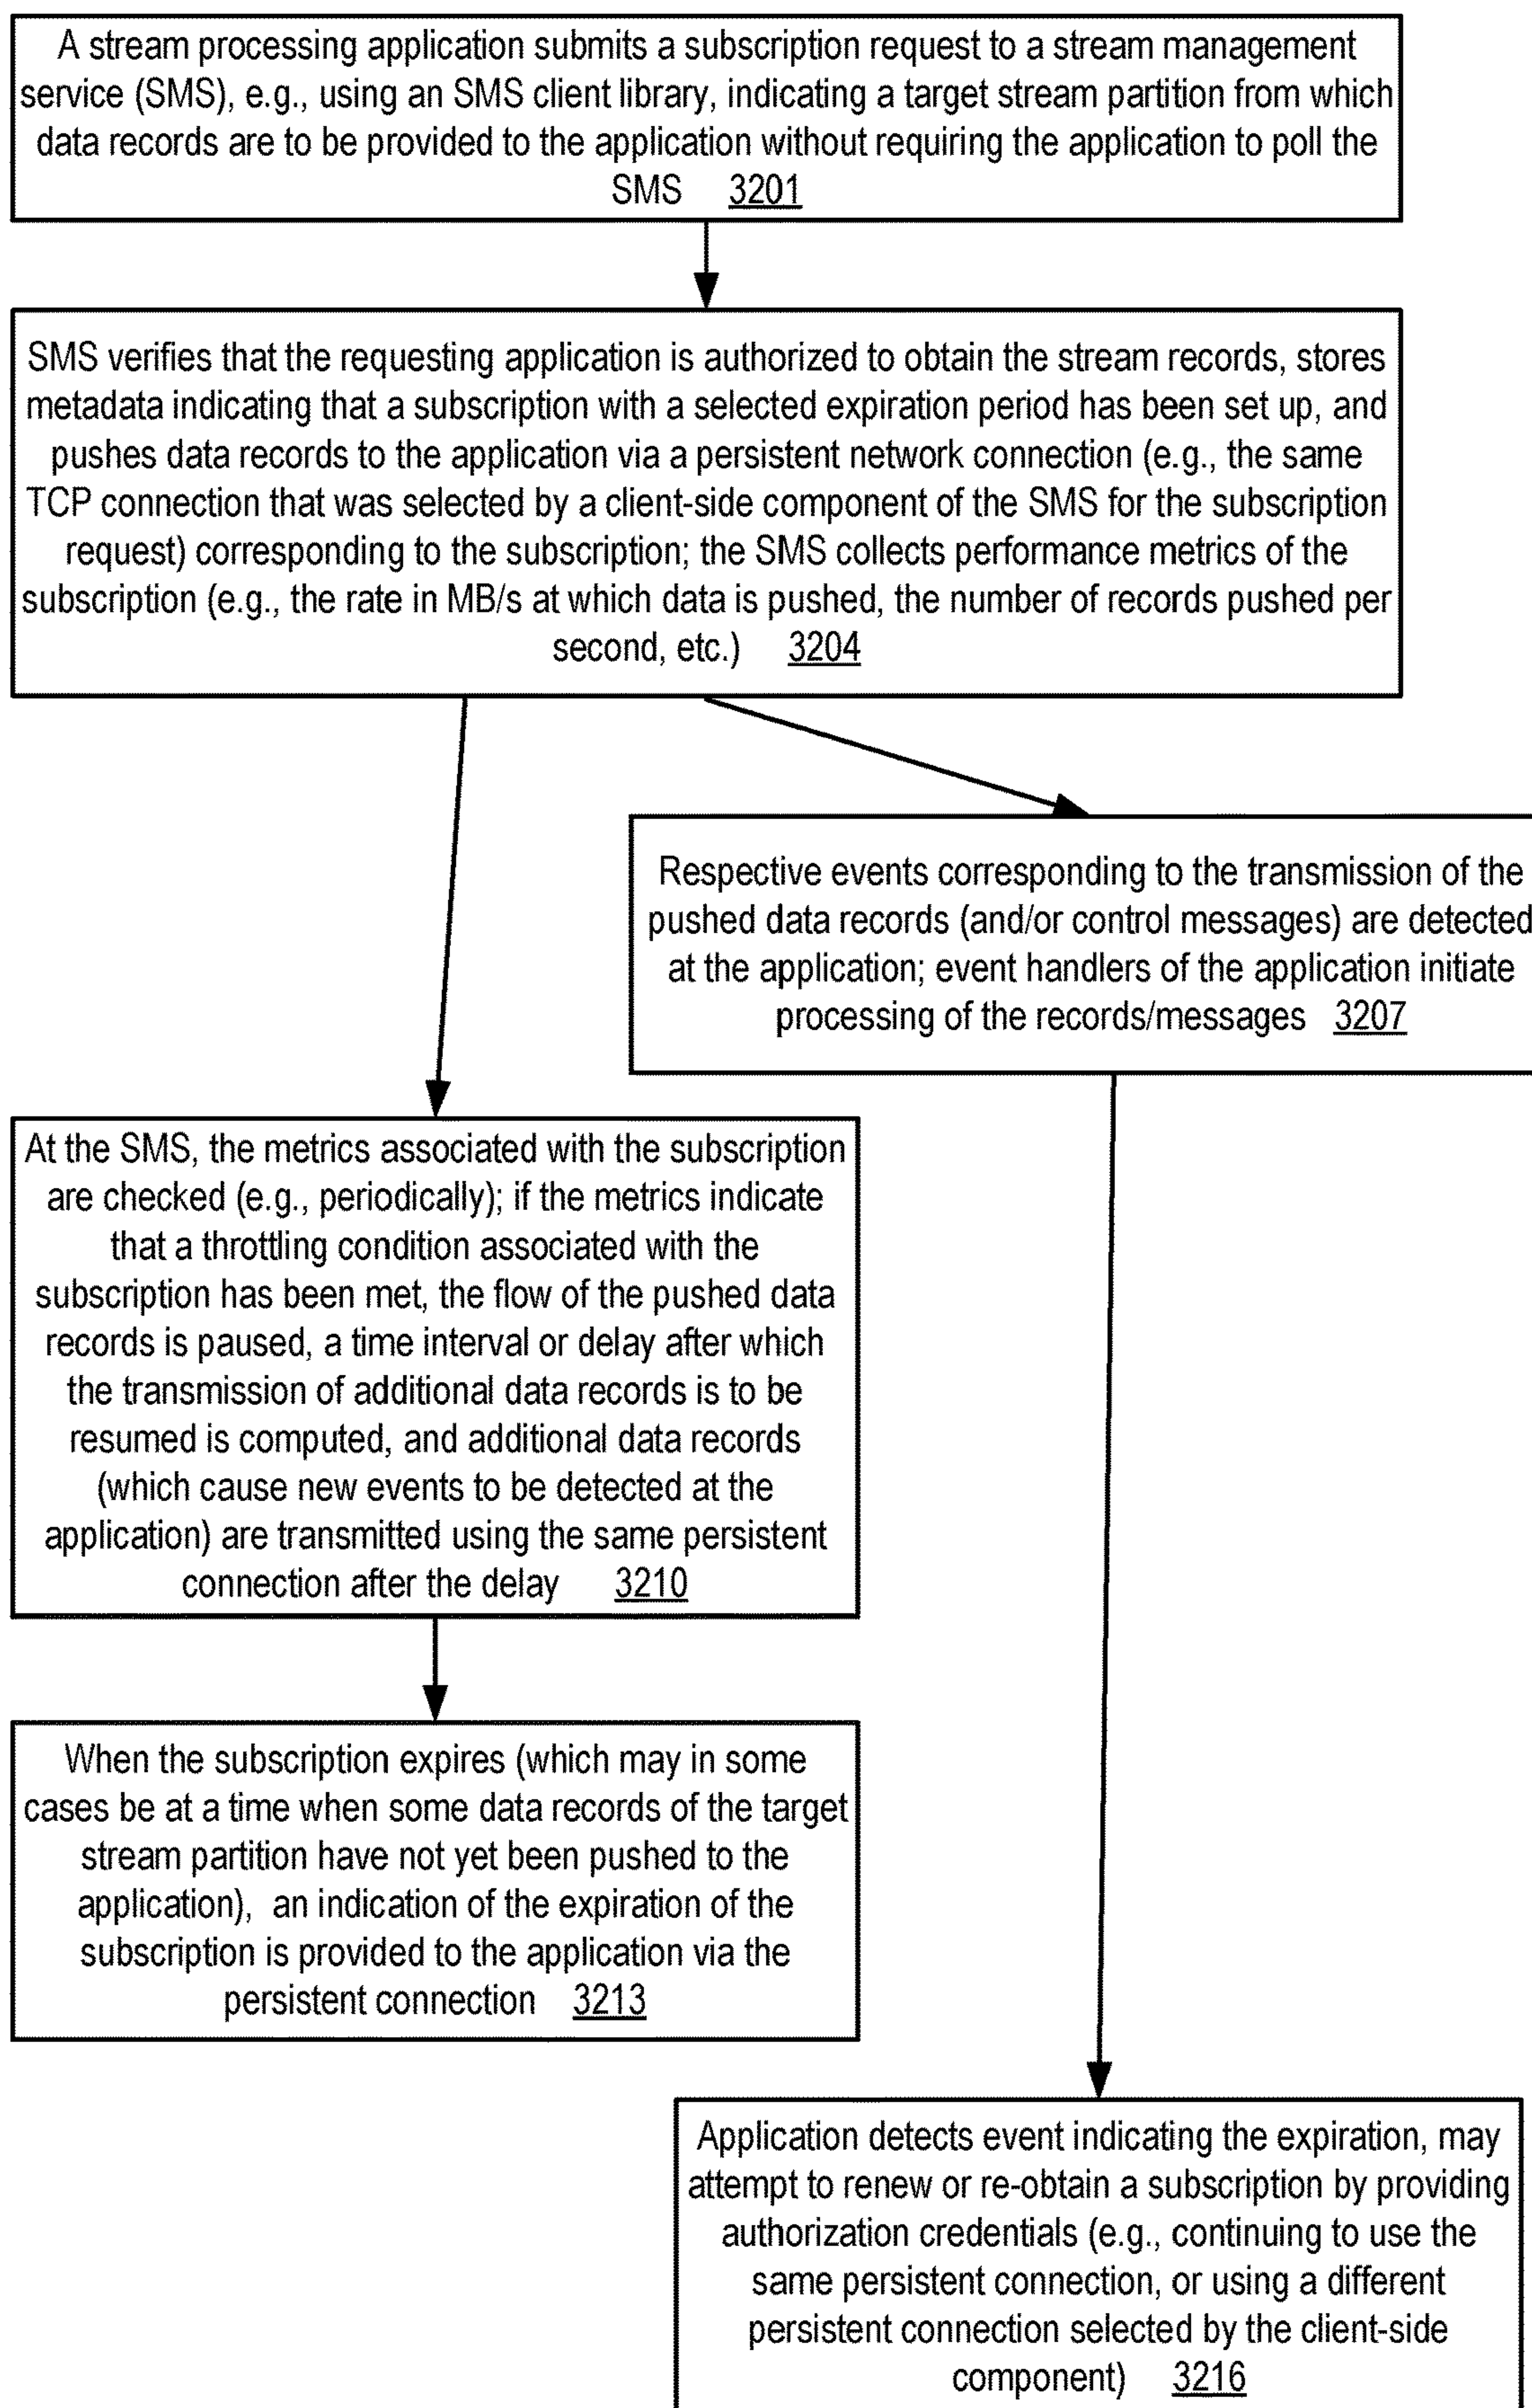 A stream processing application submits a subscription request to a stream management
service (SMS), e.g., using an SMS client library, indicating a target stream partition from which
data records are to be provided to the application without requiring the application to poll the
SMS 3201
SMS verifies that the requesting application is authorized to obtain the stream records, stores
metadata indicating that a subscription with a selected expiration period has been set up, and
pushes data records to the application via a persistent network connection (e.g., the same
TCP connection that was selected by a client-side component of the SMS for the subscription
request) corresponding to the subscription; the SMS collects performance metrics of the
subscription (e.g., the rate in MB/s at which data is pushed, the number of records pushed per
second, etc.) 3204
Respective events corresponding to the transmission of the
pushed data records (and/or control messages) are detected
at the application; event handlers of the application initiate
processing of the records/messages 3207
At the SMS, the metrics associated with the subscription
are checked (e.g., periodically); if the metrics indicate
that a throttling condition associated with the
subscription has been met, the flow of the pushed data
records is paused, a time interval or delay after which
the transmission of additional data records is to be
resumed is computed, and additional data records
(which cause new events to be detected at the
application) are transmitted using the same persistent
connection after the delay 3210
When the subscription expires (which may in some
cases be at a time when some data records of the target
stream partition have not yet been pushed to the
application), an indication of the expiration of the
subscription is provided to the application via the
persistent connection 3213
Application detects event indicating the expiration, may
attempt to renew or re-obtain a subscription by providing
authorization credentials (e.g., continuing to use the
same persistent connection, or using a different
persistent connection selected by the client-side
component) 3216